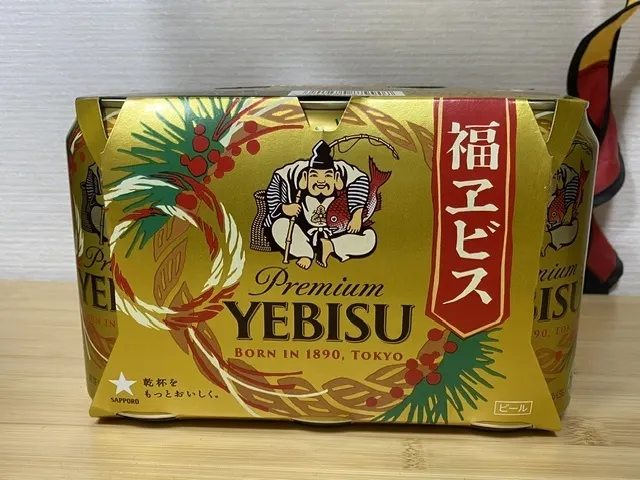 福ヱビス
Premium
YEBISU
BORN IN 1890, TOKYO
SAPPORO
乾杯を
もっとおいしく。
ビール